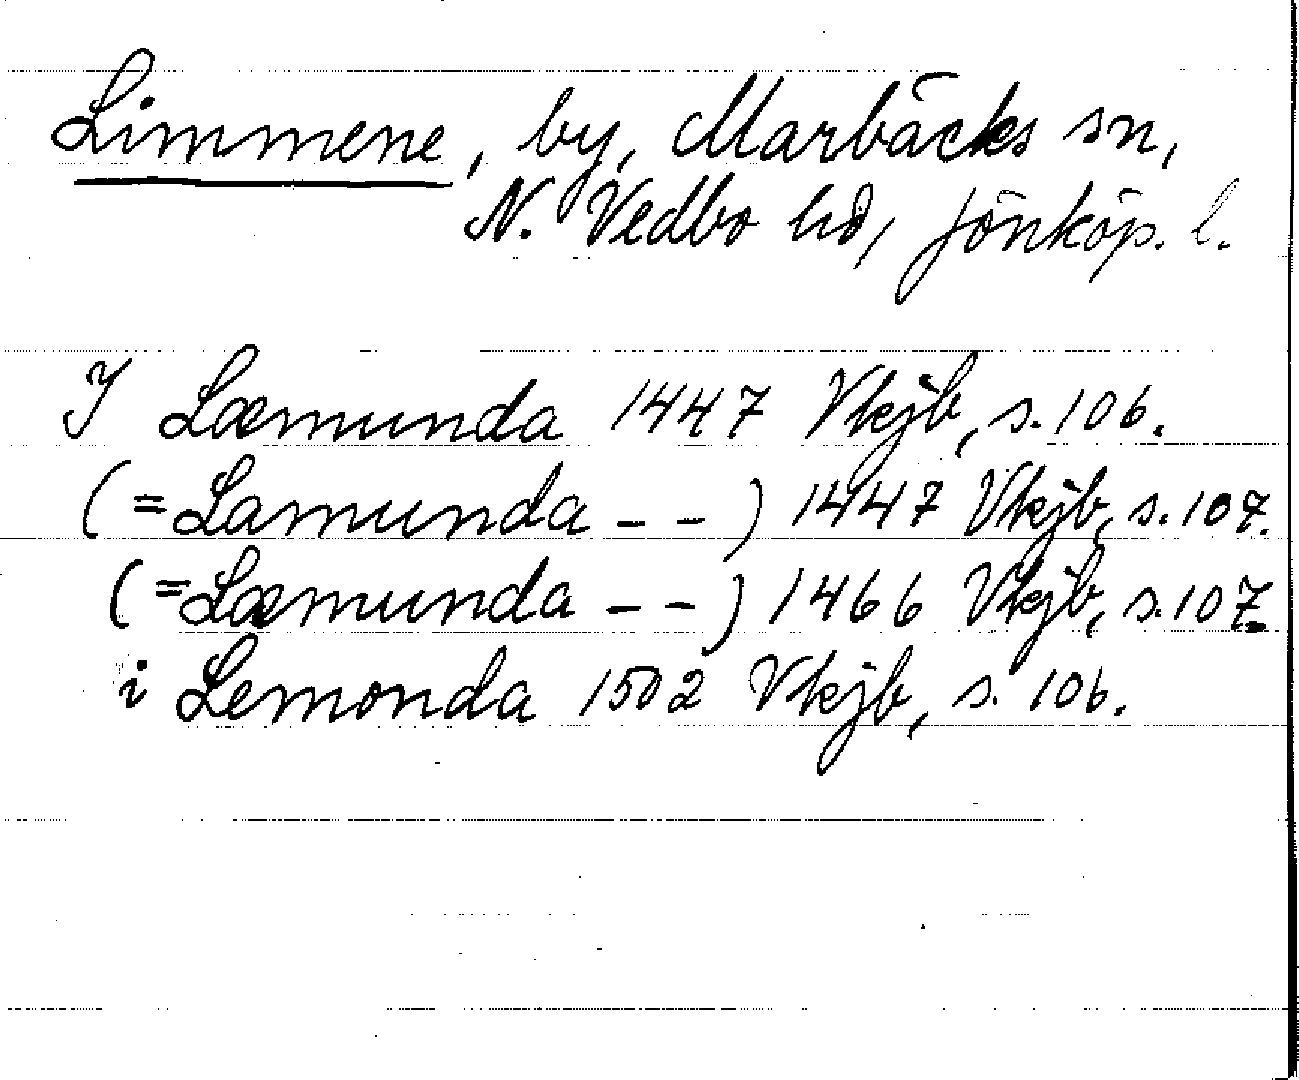 Limmene, by, Marbäcks sn,
N. Vedbo hd, Jönköp. l.
I Læmunda 1447 Vkjb, s. 106.
(=Lamunda - - ) 1447 Vkjb, s. 107.
(=Læmunda - - ) 1466 Vkjb, s. 107.
i Lemonda 1502 Vkjb, s. 106.